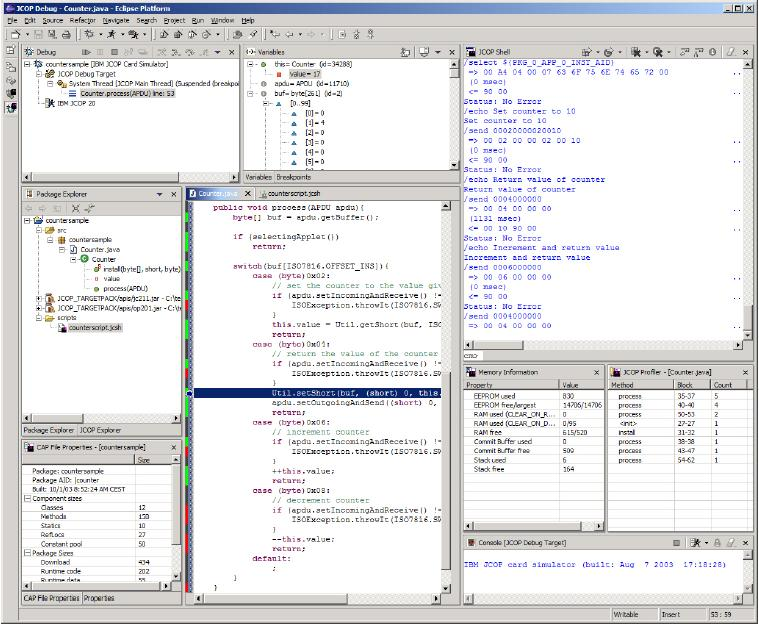 JCOP Debug - Counter.java - Eclipse Platform
File Edit Source Refactor Navigate Search Project Run Window Help
Debug
countersample [IBM JCOP Card Simulator]
JCOP Debug Target
System Thread [JCOP Main Thread] (Suspended (breakpo
Counter.process(APDU) line: 53
IBM JCOP 20
Variables
this= Counter (id=34288)
value= 17
apdu= APDU (id=11710)
buf= byte[261] (id=2)
[0..99]
[0]= 0
[1]= 4
[2]= 0
[3]= 0
[4]= 0
[5]= 0
Variables Breakpoints
JCOP Shell
/select ${PKG_0_APP_0_INST_AID}
=> 00 A4 04 00 07 63 6F 75 6E 74 65 72 00 ..
(0 msec)
<= 90 00 ..
Status: No Error
/echo Set counter to 10
Set counter to 10
/send 00020000020010
=> 00 02 00 00 02 00 10 ..
(0 msec)
<= 90 00 ..
Status: No Error
/echo Return value of counter
Return value of counter
/send 0004000000
=> 00 04 00 00 00 ..
(1131 msec)
<= 00 10 90 00 ..
Status: No Error
/echo Increment and return value
Increment and return value
/send 0006000000
=> 00 06 00 00 00 ..
(0 msec)
<= 90 00 ..
Status: No Error
/send 0004000000
=> 00 04 00 00 00 ..
cmd>
Package Explorer
countersample
src
countersample
Counter.java
Counter
install(byte[], short, byte)
value
process(APDU)
JCOP_TARGETPACK/apis/jc211.jar - C:\te
JCOP_TARGETPACK/apis/op201.jar - C:\te
scripts
counterscript.jcsh
Package Explorer JCOP Explorer
Counter.java counterscript.jcsh
public void process(APDU apdu){
byte[] buf = apdu.getBuffer();
if (selectingApplet())
return;
switch(buf[ISO7816.OFFSET_INS]){
case (byte)0x02:
// set the counter to the value giv
if (apdu.setIncomingAndReceive() !=
ISOException.throwIt(ISO7816.SW
}
this.value = Util.getShort(buf, ISO
return;
case (byte)0x04:
// return the value of the counter
if (apdu.setIncomingAndReceive() !=
ISOException.throwIt(ISO7816.SW
}
Util.setShort(buf, (short) 0, this.
apdu.setOutgoingAndSend((short) 0,
return;
case (byte)0x06:
// increment counter
if (apdu.setIncomingAndReceive() !=
ISOException.throwIt(ISO7816.SW
}
++this.value;
return;
case (byte)0x08:
// decrement counter
if (apdu.setIncomingAndReceive() !=
ISOException.throwIt(ISO7816.SW
}
--this.value;
return;
default:
;
}
}
CAP File Properties - [countersample]
Size
Package: countersample
Package AID: |counter
Built: 10/1/03 8:52:24 AM CEST
Component sizes
Classes 12
Methods 150
Statics 10
RefLocs 27
Constant pool 50
Package Sizes
Download 434
Runtime code 202
Runtime data 55
CAP File Properties Properties
Memory Information
Property Value
EEPROM used 830
EEPROM free/largest 14706/14706
RAM used (CLEAR_ON_R... 0
RAM used (CLEAR_ON_D... 0/95
RAM free 615/520
Commit Buffer used 0
Commit Buffer free 509
Stack used 6
Stack free 164
JCOP Profiler - [Counter.java]
Method Block Count
process 35-37 5
process 40-40 4
process 50-53 2
<init> 27-27 1
install 31-32 1
process 38-38 1
process 43-47 1
process 54-62 1
Console [JCOP Debug Target]
IBM JCOP card simulator (built: Aug 7 2003 17:18:28)
Writable Insert 53 : 59